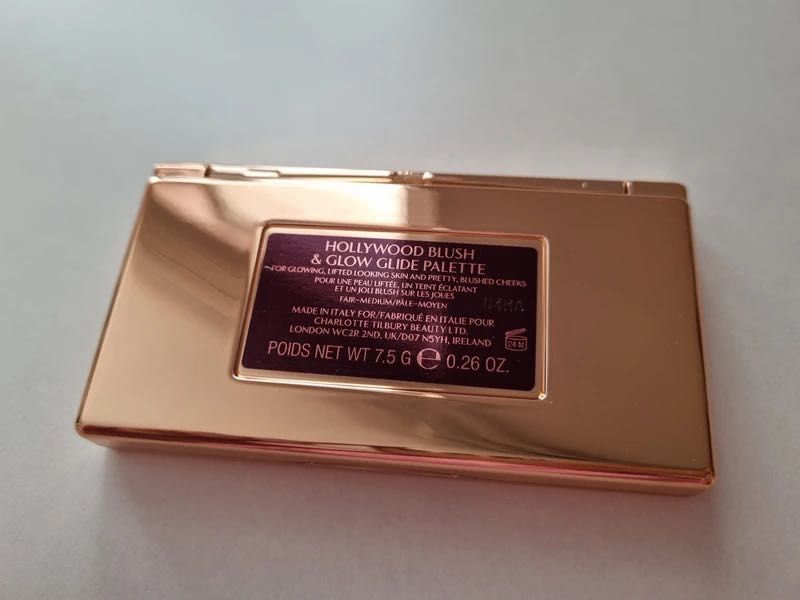 HOLLYWOOD BLUSH
& GLOW GLIDE PALETTE
FOR GLOWING, LIFTED LOOKING SKIN AND PRETTY, BLUSHED CHEEKS
POUR UNE PEAU LIFTÉE, UN TEINT ÉCLATANT
ET UN JOLI BLUSH SUR LES JOUES
FAIR–MEDIUM/PÂLE–MOYEN
MADE IN ITALY FOR/FABRIQUÉ EN ITALIE POUR
CHARLOTTE TILBURY BEAUTY LTD.
LONDON WC2R 2ND, UK/D07 N5YH, IRELAND
24 M
POIDS NET WT 7.5 G ℮ 0.26 OZ.